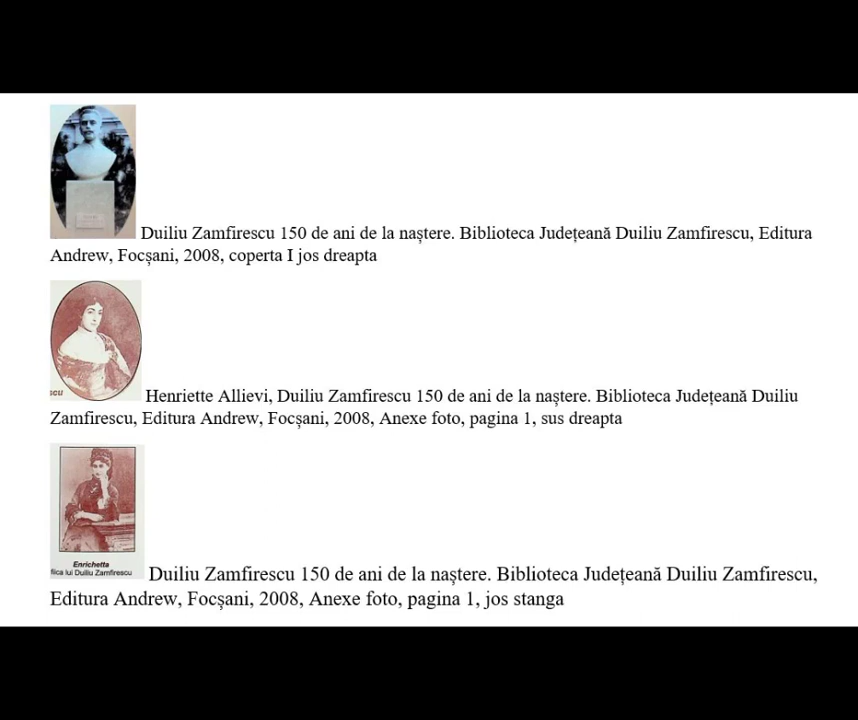 Duiliu Zamfirescu 150 de ani de la naștere. Biblioteca Județeană Duiliu Zamfirescu, Editura
Andrew, Focșani, 2008, coperta I jos dreapta
SCU
Henriette Allievi, Duiliu Zamfirescu 150 de ani de la naștere. Biblioteca Județeană Duiliu
Zamfirescu, Editura Andrew, Focșani, 2008, Anexe foto, pagina 1, sus dreapta
Enrichetta
fiica lui Duiliu Zamfirescu
Duiliu Zamfirescu 150 de ani de la naștere. Biblioteca Județeană Duiliu Zamfirescu,
Editura Andrew, Focșani, 2008, Anexe foto, pagina 1, jos stanga